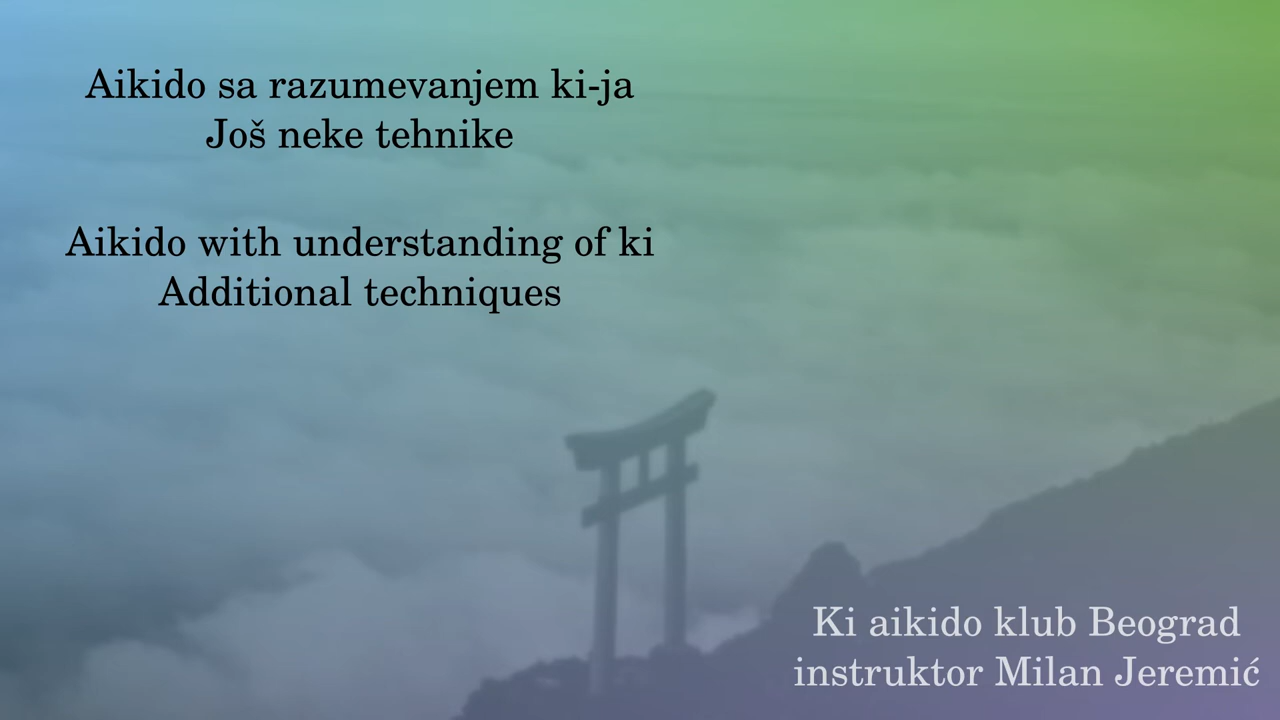 Aikido sa razumevanjem ki-ja
Još neke tehnike
Aikido with understanding of ki
Additional techniques
Ki aikido klub Beograd
instruktor Milan Jeremić